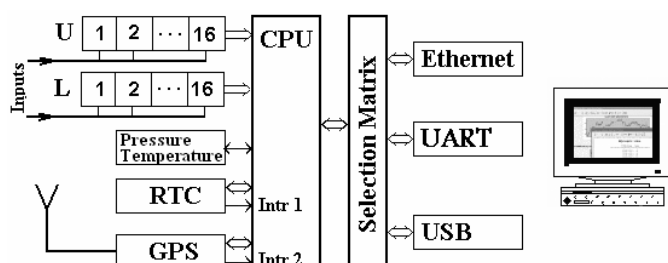 U 1 2 ··· 16
L 1 2 ··· 16
Inputs
Pressure
Temperature
RTC
GPS
CPU
Intr 1
Intr 2
Selection Matrix
Ethernet
UART
USB